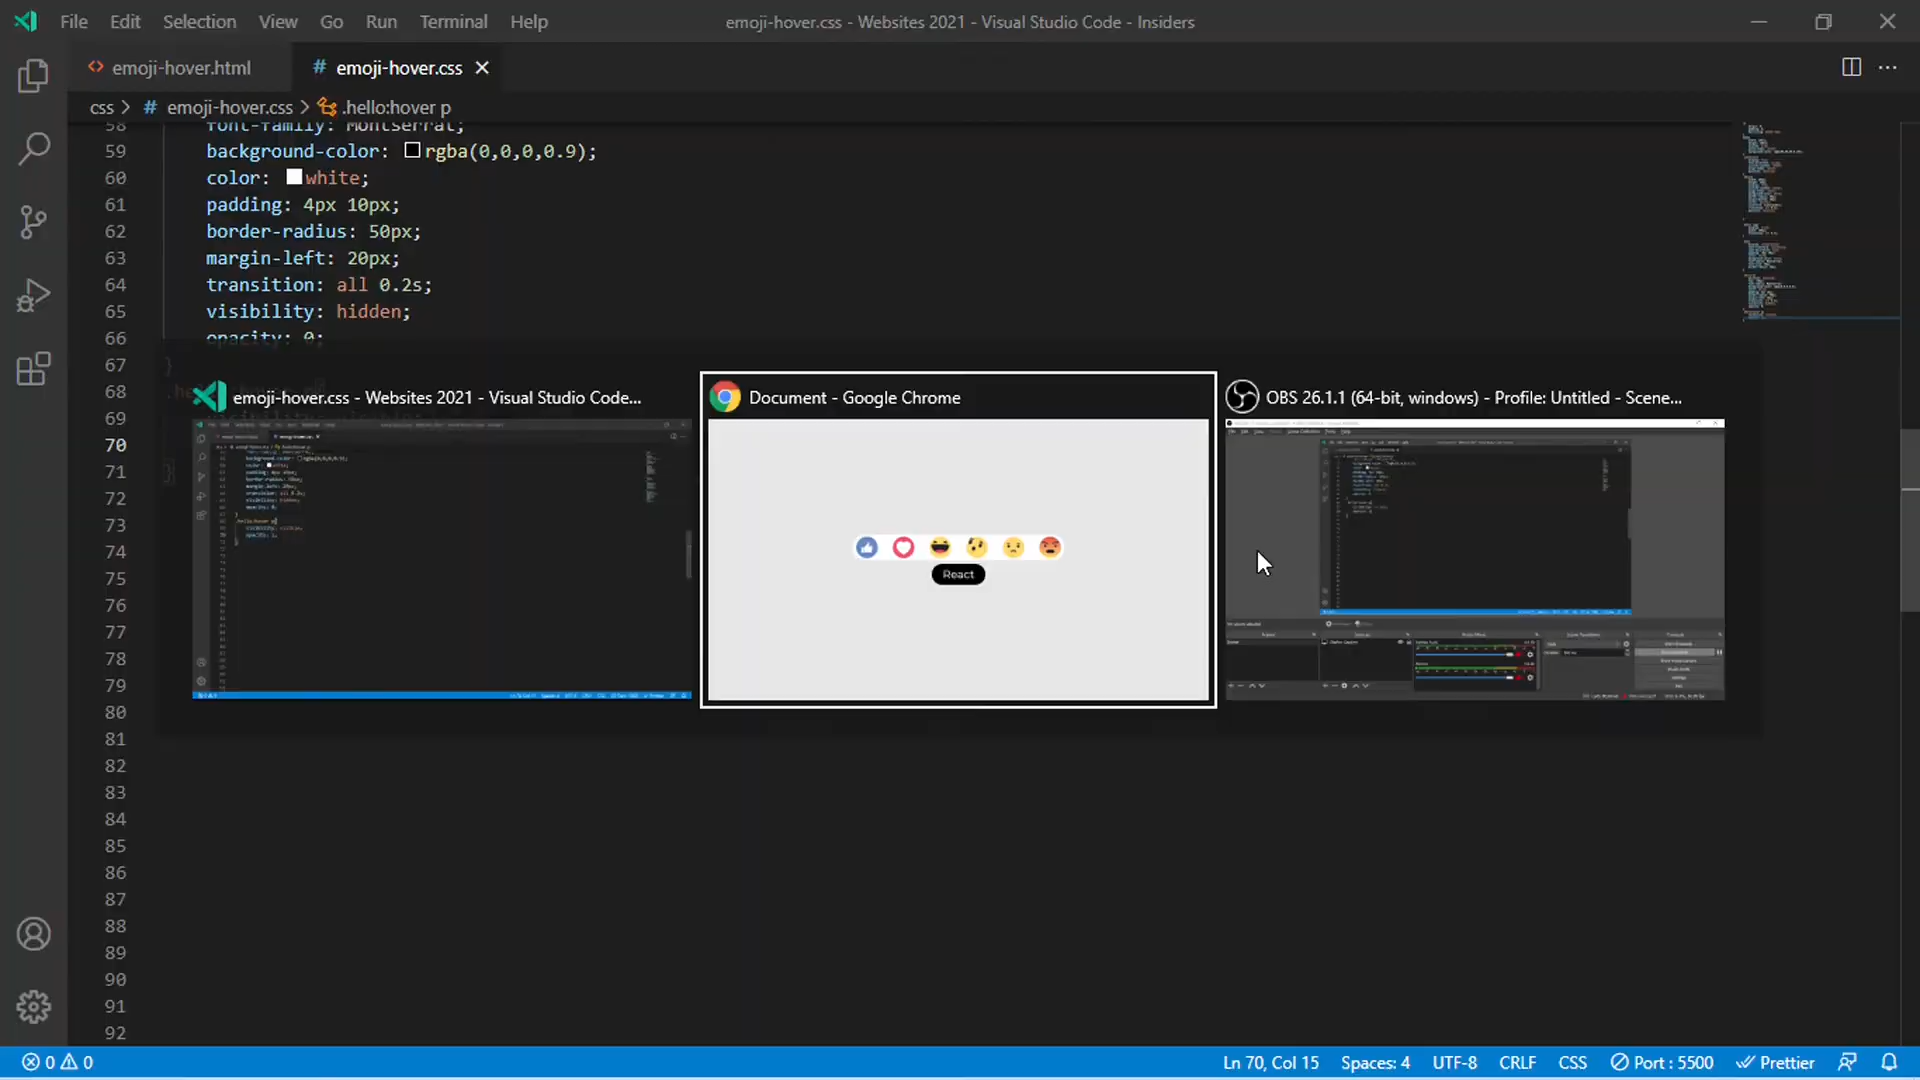 File Edit Selection View Go Run Terminal Help
emoji-hover.css - Websites 2021 - Visual Studio Code - Insiders
emoji-hover.html
# emoji-hover.css
css > # emoji-hover.css > .hello:hover p
58 font-family: Montserrat;
59 background-color: rgba(0,0,0,0.9);
60 color: white;
61 padding: 4px 10px;
62 border-radius: 50px;
63 margin-left: 20px;
64 transition: all 0.2s;
65 visibility: hidden;
66 opacity: 0;
67 }
68
69
70
71 }
72
73
74
75
76
77
78
79
80
81
82
83
84
85
86
87
88
89
90
91
92
emoji-hover.css - Websites 2021 - Visual Studio Code...
Document - Google Chrome
React
OBS 26.1.1 (64-bit, windows) - Profile: Untitled - Scene...
0 0
Ln 70, Col 15 Spaces: 4 UTF-8 CRLF CSS Port : 5500 Prettier